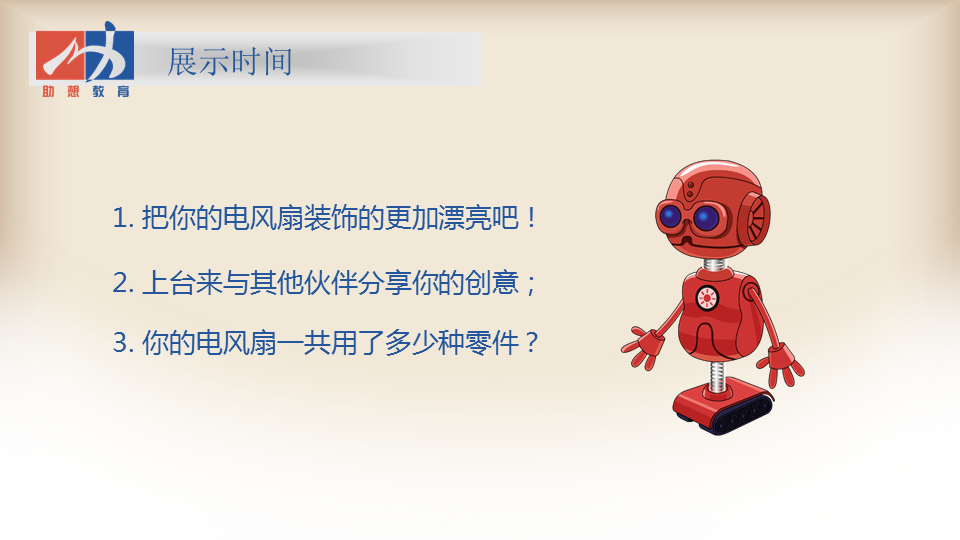 展示时间
助想教育
1. 把你的电风扇装饰的更加漂亮吧！
2. 上台来与其他伙伴分享你的创意；
3. 你的电风扇一共用了多少种零件？